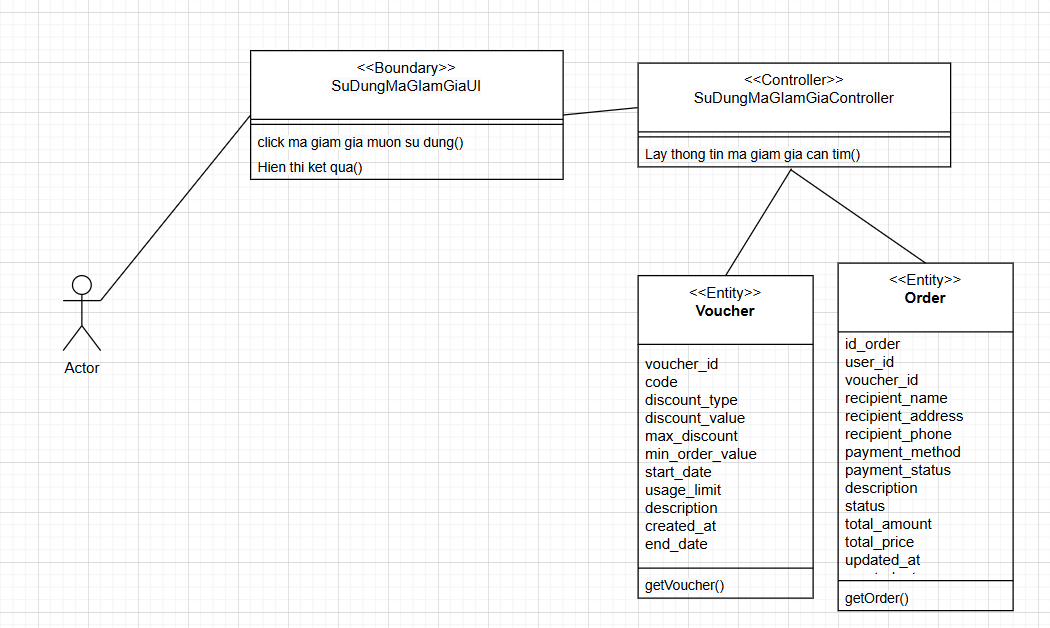 <<Boundary>>
SuDungMaGIamGiaUI
click ma giam gia muon su dung()
Hien thi ket qua()
<<Controller>>
SuDungMaGIamGiaController
Lay thong tin ma giam gia can tim()
Actor
<<Entity>>
Voucher
voucher_id
code
discount_type
discount_value
max_discount
min_order_value
start_date
usage_limit
description
created_at
end_date
getVoucher()
<<Entity>>
Order
id_order
user_id
voucher_id
recipient_name
recipient_address
recipient_phone
payment_method
payment_status
description
status
total_amount
total_price
updated_at
getOrder()